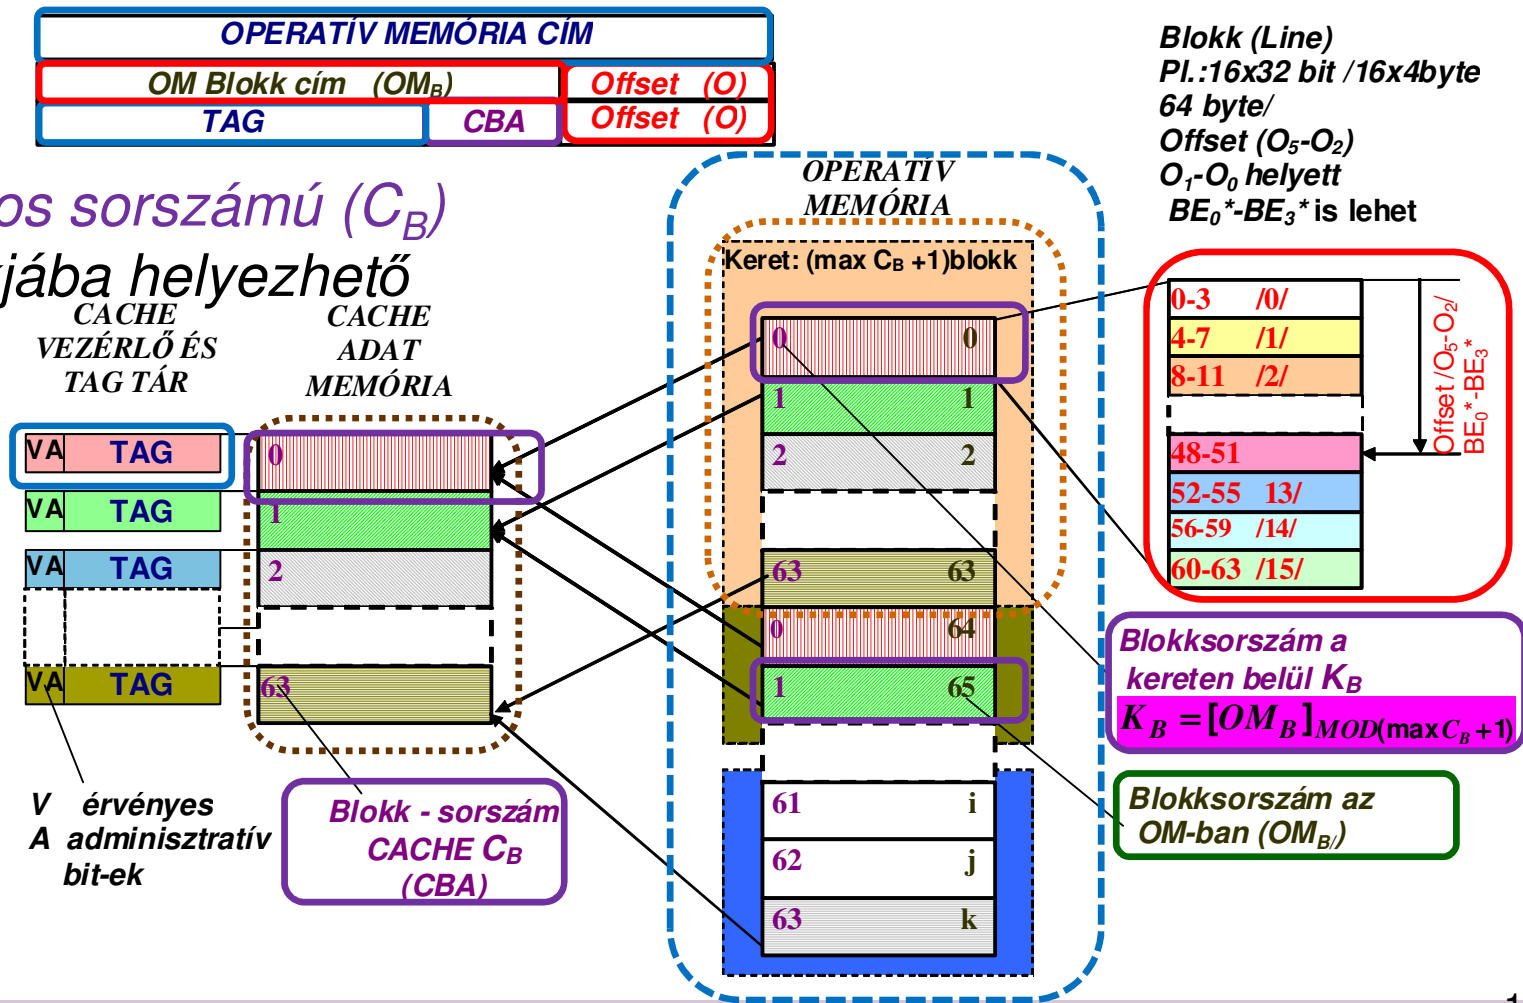 OPERATÍV MEMÓRIA CÍM
OM Blokk cím (OMB) Offset (O)
TAG CBA Offset (O)
Blokk (Line)
Pl.:16x32 bit /16x4byte
64 byte/
Offset (O5-O2)
O1-O0 helyett
BE0*-BE3* is lehet
os sorszámú (CB)
jába helyezhető
CACHE
VEZÉRLŐ ÉS
TAG TÁR
CACHE
ADAT
MEMÓRIA
OPERATÍV
MEMÓRIA
Keret: (max CB +1)blokk
0 0
1 1
2 2
63 63
0 64
1 65
61 i
62 j
63 k
VA TAG
VA TAG
VA TAG
VA TAG
0
1
2
63
0-3 /0/
4-7 /1/
8-11 /2/
48-51
52-55 13/
56-59 /14/
60-63 /15/
Offset /O5-O2/
BE0*-BE3*
Blokksorszám a
kereten belül KB
KB = [OMB]MOD(max CB+1)
Blokksorszám az
OM-ban (OMB/)
V érvényes
A adminisztratív
bit-ek
Blokk - sorszám
CACHE CB
(CBA)